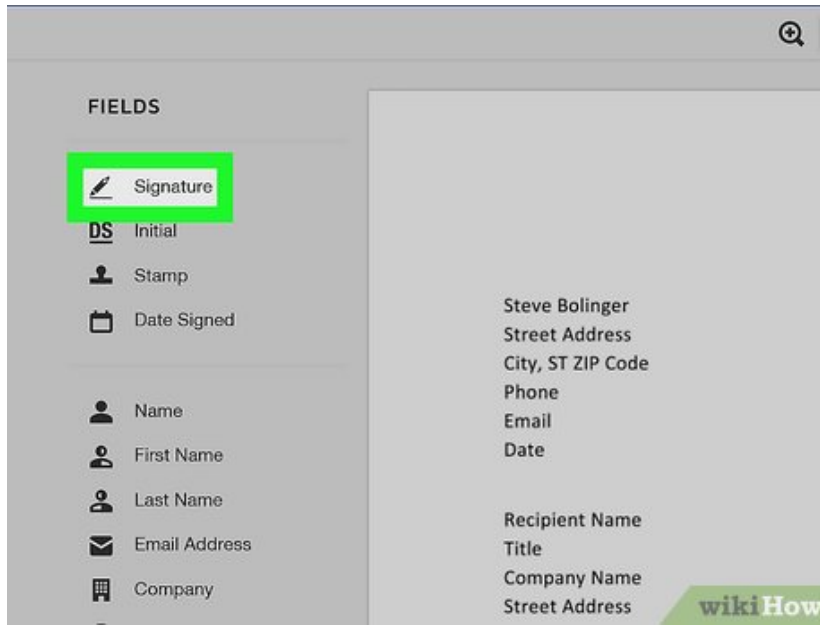 FIELDS
Signature
DS Initial
Stamp
Date Signed
Name
First Name
Last Name
Email Address
Company
Steve Bolinger
Street Address
City, ST ZIP Code
Phone
Email
Date
Recipient Name
Title
Company Name
Street Address
wikiHow